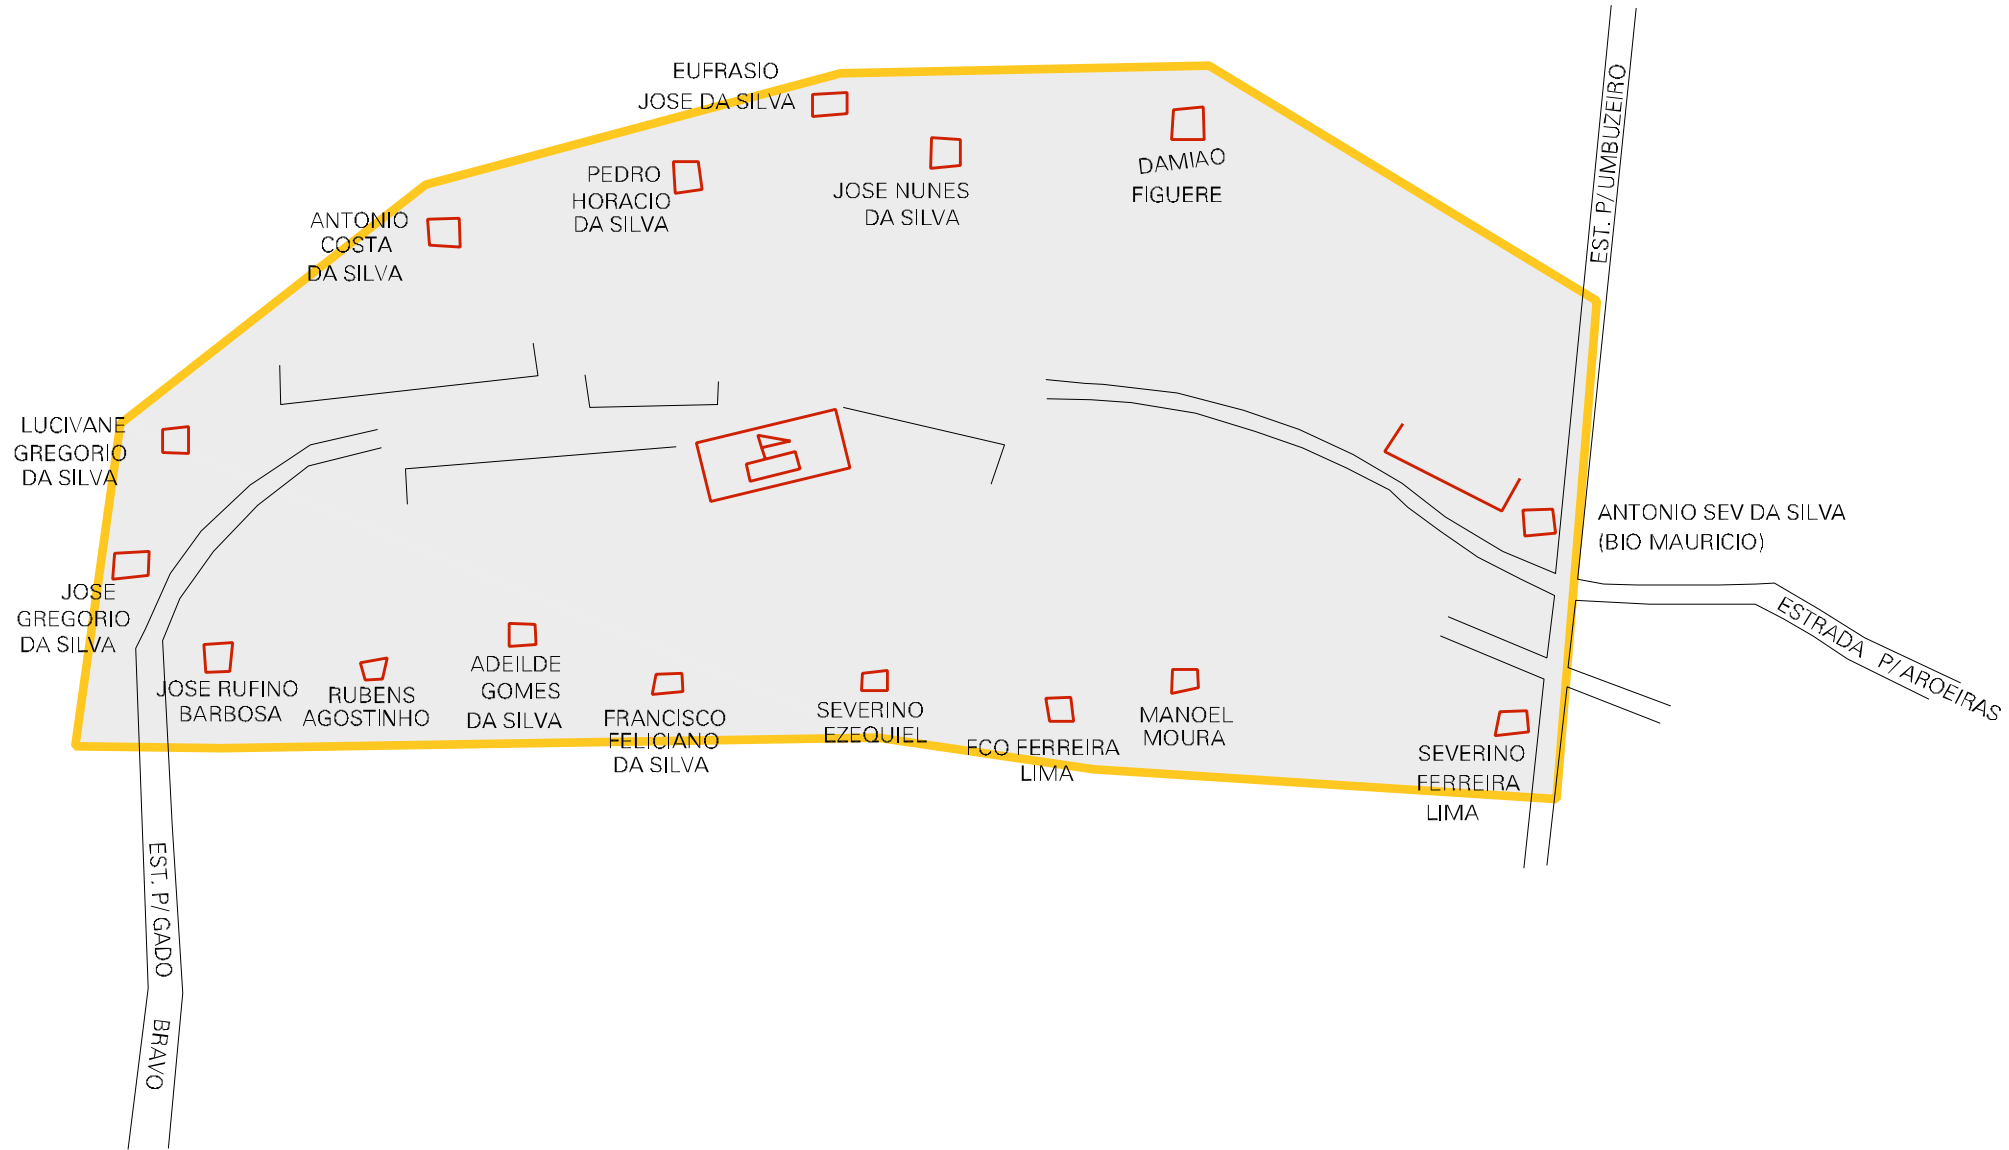 EUFRASIO
JOSE DA SILVA
PEDRO
HORACIO
DA SILVA
JOSE NUNES
DA SILVA
DAMIAO
FIGUERE
EST. P/UMBUZEIRO
ANTONIO
COSTA
DA SILVA
LUCIVANE
GREGORIO
DA SILVA
ANTONIO SEV DA SILVA
(BIO MAURICIO)
JOSE
GREGORIO
DA SILVA
ESTRADA P/AROEIRAS
JOSE RUFINO
BARBOSA
RUBENS
AGOSTINHO
ADEILDE
GOMES
DA SILVA
FRANCISCO
FELICIANO
DA SILVA
SEVERINO
EZEQUIEL
FCO FERREIRA
LIMA
MANOEL
MOURA
SEVERINO
FERREIRA
LIMA
EST. P/GADO BRAVO